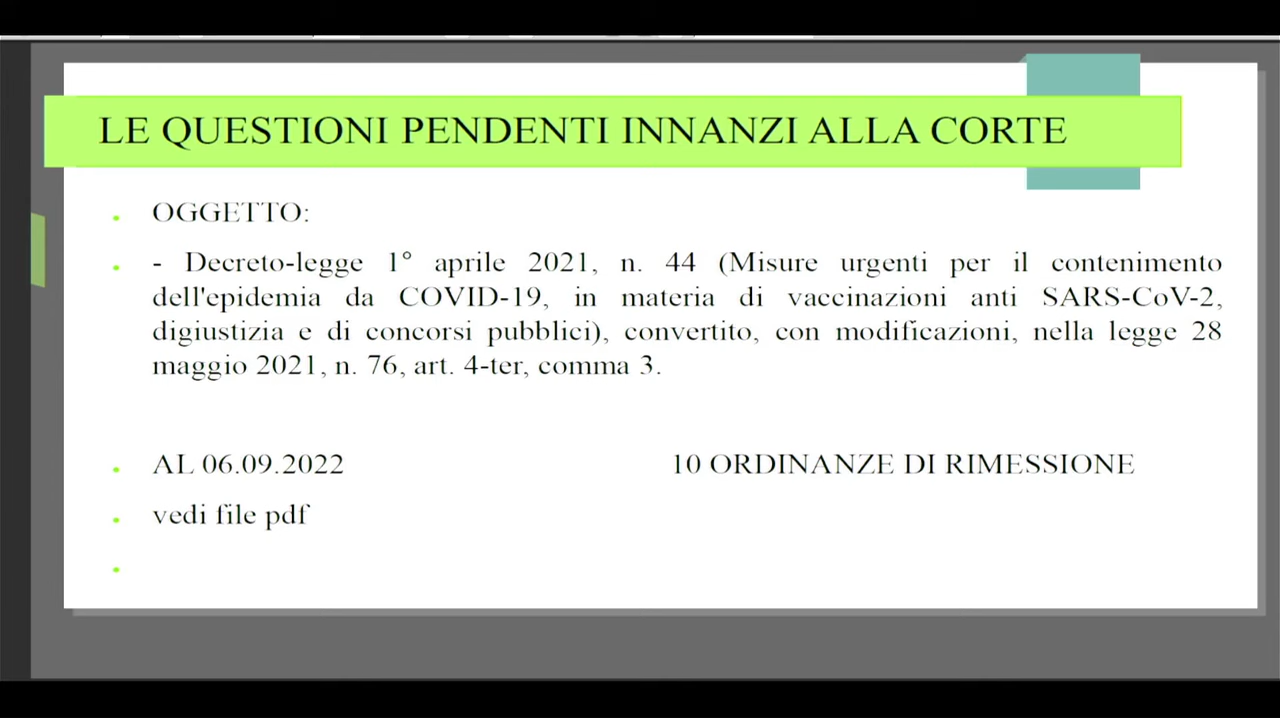 LE QUESTIONI PENDENTI INNANZI ALLA CORTE
OGGETTO:
- Decreto-legge 1° aprile 2021, n. 44 (Misure urgenti per il contenimento
dell'epidemia da COVID-19, in materia di vaccinazioni anti SARS-CoV-2,
digiustizia e di concorsi pubblici), convertito, con modificazioni, nella legge 28
maggio 2021, n. 76, art. 4-ter, comma 3.
AL 06.09.2022 10 ORDINANZE DI RIMESSIONE
vedi file pdf